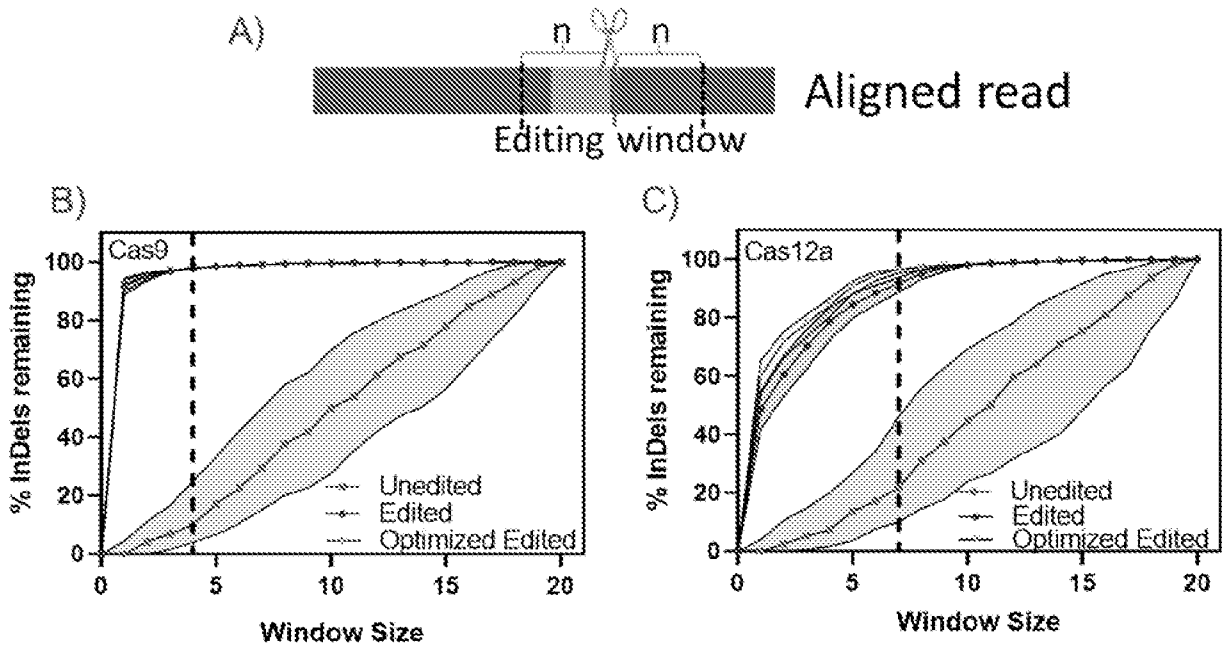 A)
n n
Aligned read
Editing window
B)
Cas9
% InDels remaining
100
80
60
40
20
0
Unedited
Edited
Optimized Edited
0 5 10 15 20
Window Size
C)
Cas12a
% InDels remaining
100
80
60
40
20
0
Unedited
Edited
Optimized Edited
0 5 10 15 20
Window Size